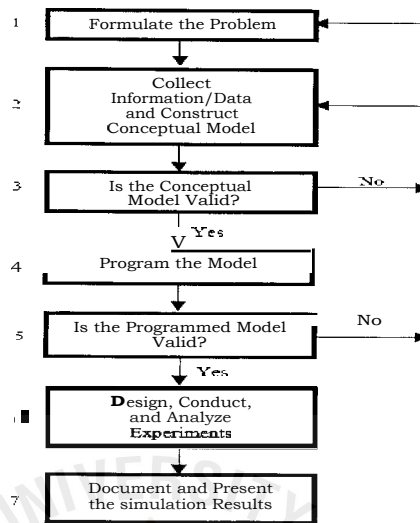 1 Formulate the Problem
Collect
2 Information/Data
and Construct
Conceptual Model
3 Is the Conceptual No
Model Valid?
Yes
V
4 Program the Model
5 Is the Programmed Model No
Valid?
Yes
Design, Conduct,
and Analyze
Experiments
7 Document and Present
the simulation Results
UNIVERSITY